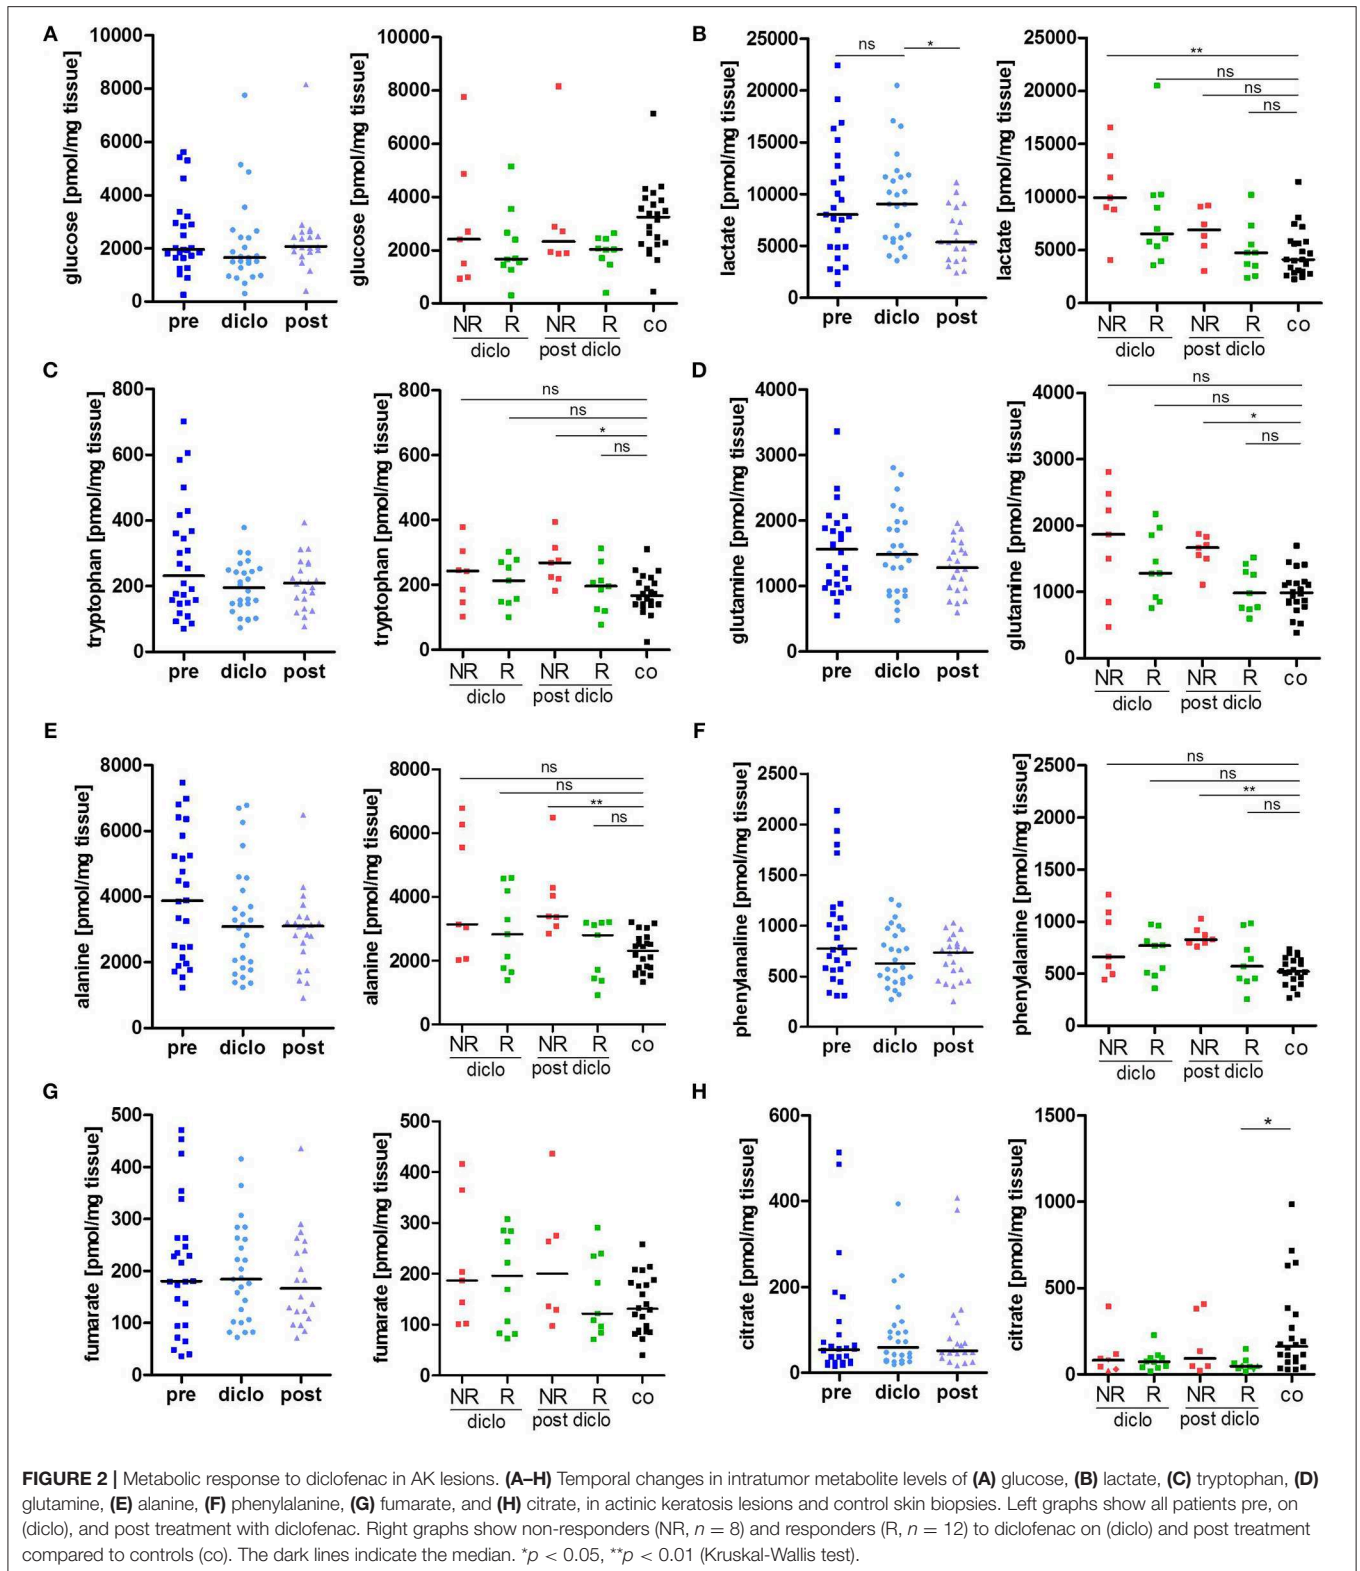 A
glucose [pmol/mg tissue]
10000
8000
6000
4000
2000
0
pre diclo post
glucose [pmol/mg tissue]
10000
8000
6000
4000
2000
0
NR R NR R co
diclo post diclo
B
lactate [pmol/mg tissue]
25000
20000
15000
10000
5000
0
ns *
pre diclo post
lactate [pmol/mg tissue]
25000
20000
15000
10000
5000
0
**
ns
ns
ns
NR R NR R co
diclo post diclo
C
tryptophan [pmol/mg tissue]
800
600
400
200
0
pre diclo post
tryptophan [pmol/mg tissue]
800
600
400
200
0
ns
ns
*
ns
NR R NR R co
diclo post diclo
D
glutamine [pmol/mg tissue]
4000
3000
2000
1000
0
pre diclo post
glutamine [pmol/mg tissue]
4000
3000
2000
1000
0
ns
ns
*
ns
NR R NR R co
diclo post diclo
E
alanine [pmol/mg tissue]
8000
6000
4000
2000
0
pre diclo post
alanine [pmol/mg tissue]
8000
6000
4000
2000
0
ns
ns
**
ns
NR R NR R co
diclo post diclo
F
phenylanaline [pmol/mg tissue]
2500
2000
1500
1000
500
0
pre diclo post
phenylalanine [pmol/mg tissue]
2500
2000
1500
1000
500
0
ns
ns
**
ns
NR R NR R co
diclo post diclo
G
fumarate [pmol/mg tissue]
500
400
300
200
100
0
pre diclo post
fumarate [pmol/mg tissue]
500
400
300
200
100
0
NR R NR R co
diclo post diclo
H
citrate [pmol/mg tissue]
600
400
200
0
pre diclo post
citrate [pmol/mg tissue]
1500
1000
500
0
*
NR R NR R co
diclo post diclo
FIGURE 2 | Metabolic response to diclofenac in AK lesions. (A–H) Temporal changes in intratumor metabolite levels of (A) glucose, (B) lactate, (C) tryptophan, (D)
glutamine, (E) alanine, (F) phenylalanine, (G) fumarate, and (H) citrate, in actinic keratosis lesions and control skin biopsies. Left graphs show all patients pre, on
(diclo), and post treatment with diclofenac. Right graphs show non-responders (NR, n = 8) and responders (R, n = 12) to diclofenac on (diclo) and post treatment
compared to controls (co). The dark lines indicate the median. *p < 0.05, **p < 0.01 (Kruskal-Wallis test).